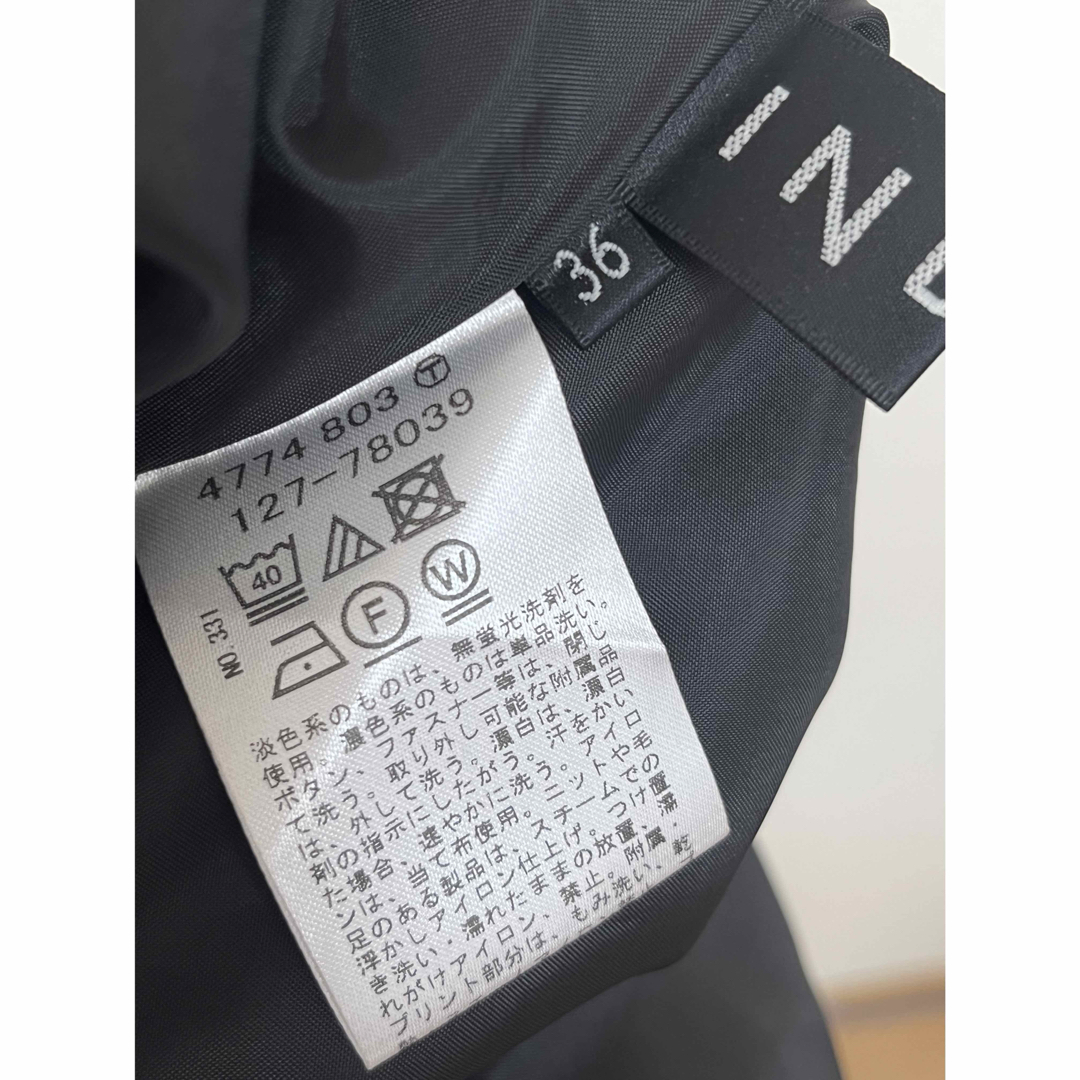 IN
36
4774 803 Ⓣ
127-78039
40
F
W
NO. 331
淡色系のものは、無蛍光洗剤を
使用。濃色系のものは単品洗い。
ボタン、ファスナー等は、閉じ
て洗う。取り外し可能な附属品
は、外して洗う。漂白は、漂白
剤の指示にしたがう。汗をかい
た場合、速やかに洗う。アイロ
ンは、当て布使用。ニットや毛
足のある製品は、スチームで
浮かしアイロン仕上げ。つけ置
き洗い・濡れたままの放置、濡
れがけアイロン、禁止。附属、
プリント部分は、もみ洗い、乾